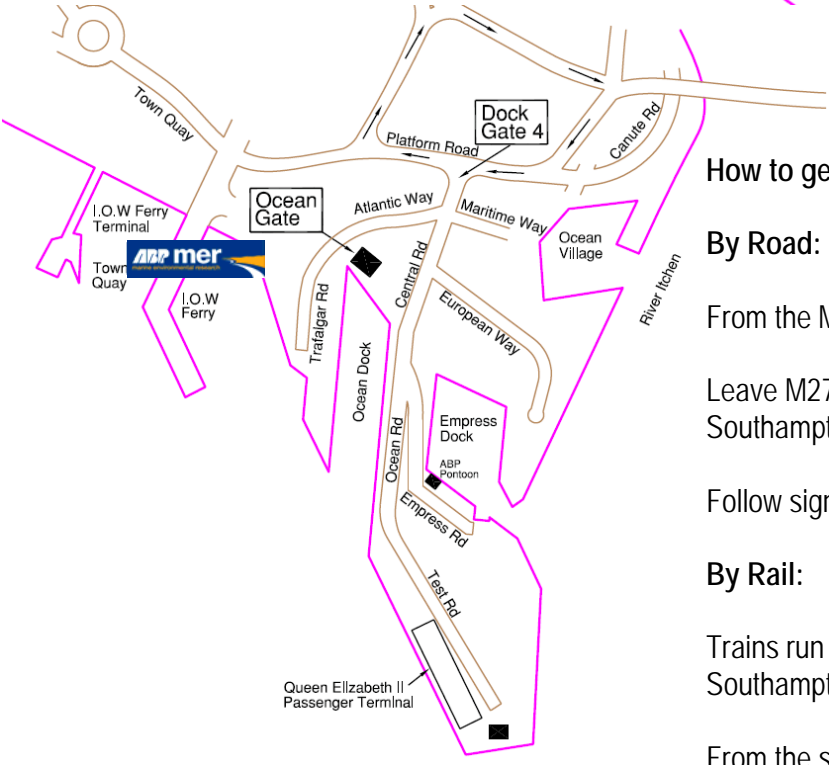 Town Quay
Dock
Gate 4
Canute Rd
Platform Road
Ocean
Gate
Atlantic Way
Maritime Way
I.O.W Ferry
Terminal
ABP mer
marine environmental research
Town
Quay
I.O.W
Ferry
Ocean
Village
River Itchen
Central Rd
Trafalgar Rd
European Way
Ocean Dock
Empress
Dock
Ocean Rd
ABP
Pontoon
Empress Rd
Test Rd
Queen Elizabeth II
Passenger Terminal
How to ge
By Road:
From the M
Leave M27
Southampt
Follow sign
By Rail:
Trains run
Southampt
From the s